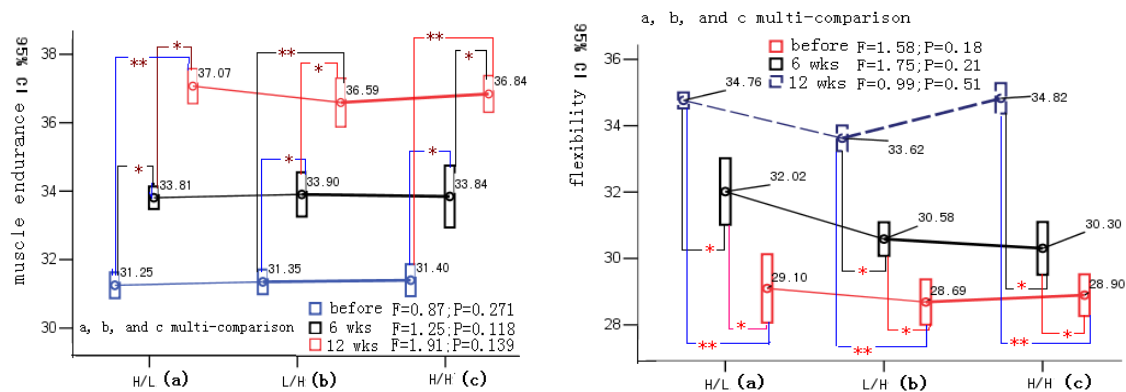 muscle endurance 95% CI
38
36
34
32
30
*
**
37.07
**
*
36.59
**
*
36.84
*
33.81
*
33.90
*
33.84
31.25
31.35
31.40
before F=0.87;P=0.271
6 wks F=1.25;P=0.118
12 wks F=1.91;P=0.139
a, b, and c multi-comparison
H/L (a)
L/H (b)
H/H (c)
a, b, and c multi-comparison
before F=1.58;P=0.18
6 wks F=1.75;P=0.21
12 wks F=0.99;P=0.51
flexibility 95% CI
36
34
32
30
28
34.76
33.62
34.82
32.02
30.58
30.30
*
*
*
29.10
28.69
28.90
*
*
*
**
**
**
H/L (a)
L/H (b)
H/H (c)